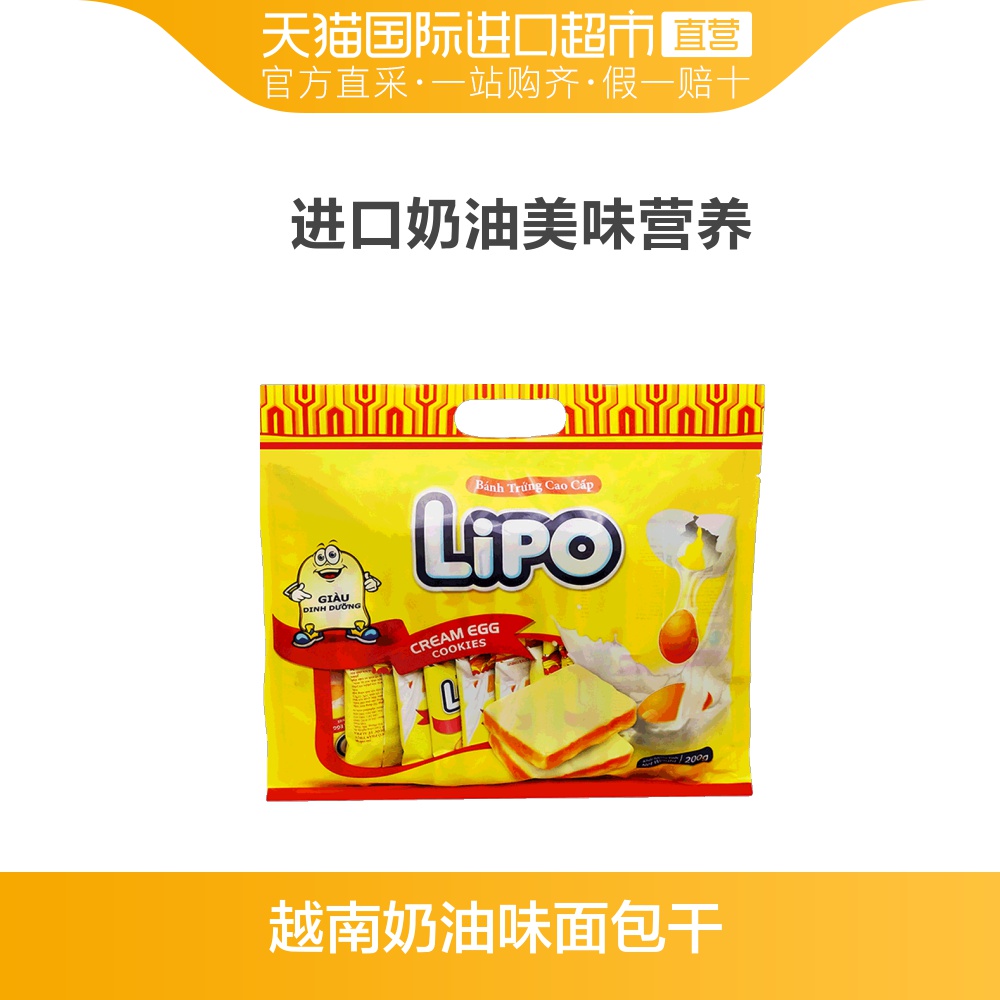 天猫国际进口超市 直营
官方直采·一站购齐·假一赔十
进口奶油美味营养
Bánh Trứng Cao Cấp
LiPO
GIÀU
DINH DƯỠNG
CREAM EGG
COOKIES
200g
越南奶油味面包干